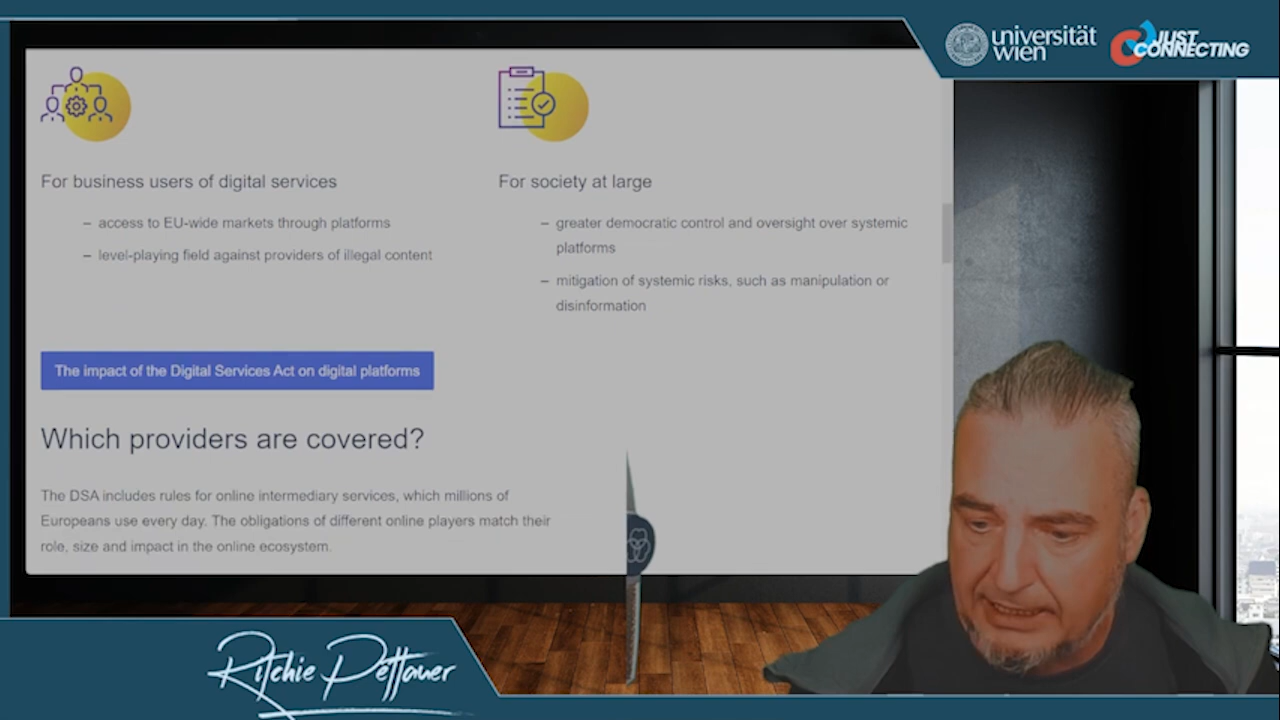 universität
wien
JUST
CONNECTING
For business users of digital services
– access to EU-wide markets through platforms
– level-playing field against providers of illegal content
For society at large
– greater democratic control and oversight over systemic
platforms
– mitigation of systemic risks, such as manipulation or
disinformation
The impact of the Digital Services Act on digital platforms
Which providers are covered?
The DSA includes rules for online intermediary services, which millions of
Europeans use every day. The obligations of different online players match their
role, size and impact in the online ecosystem.
Ritchie Pettauer